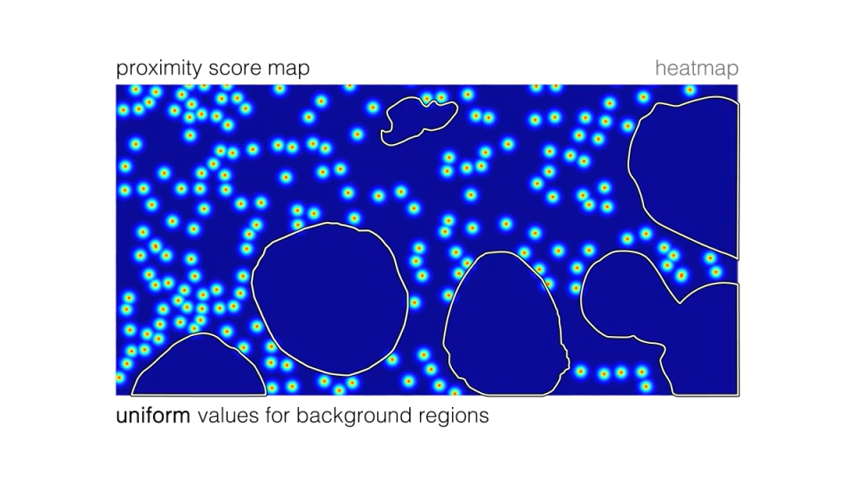 proximity score map
heatmap
uniform values for background regions